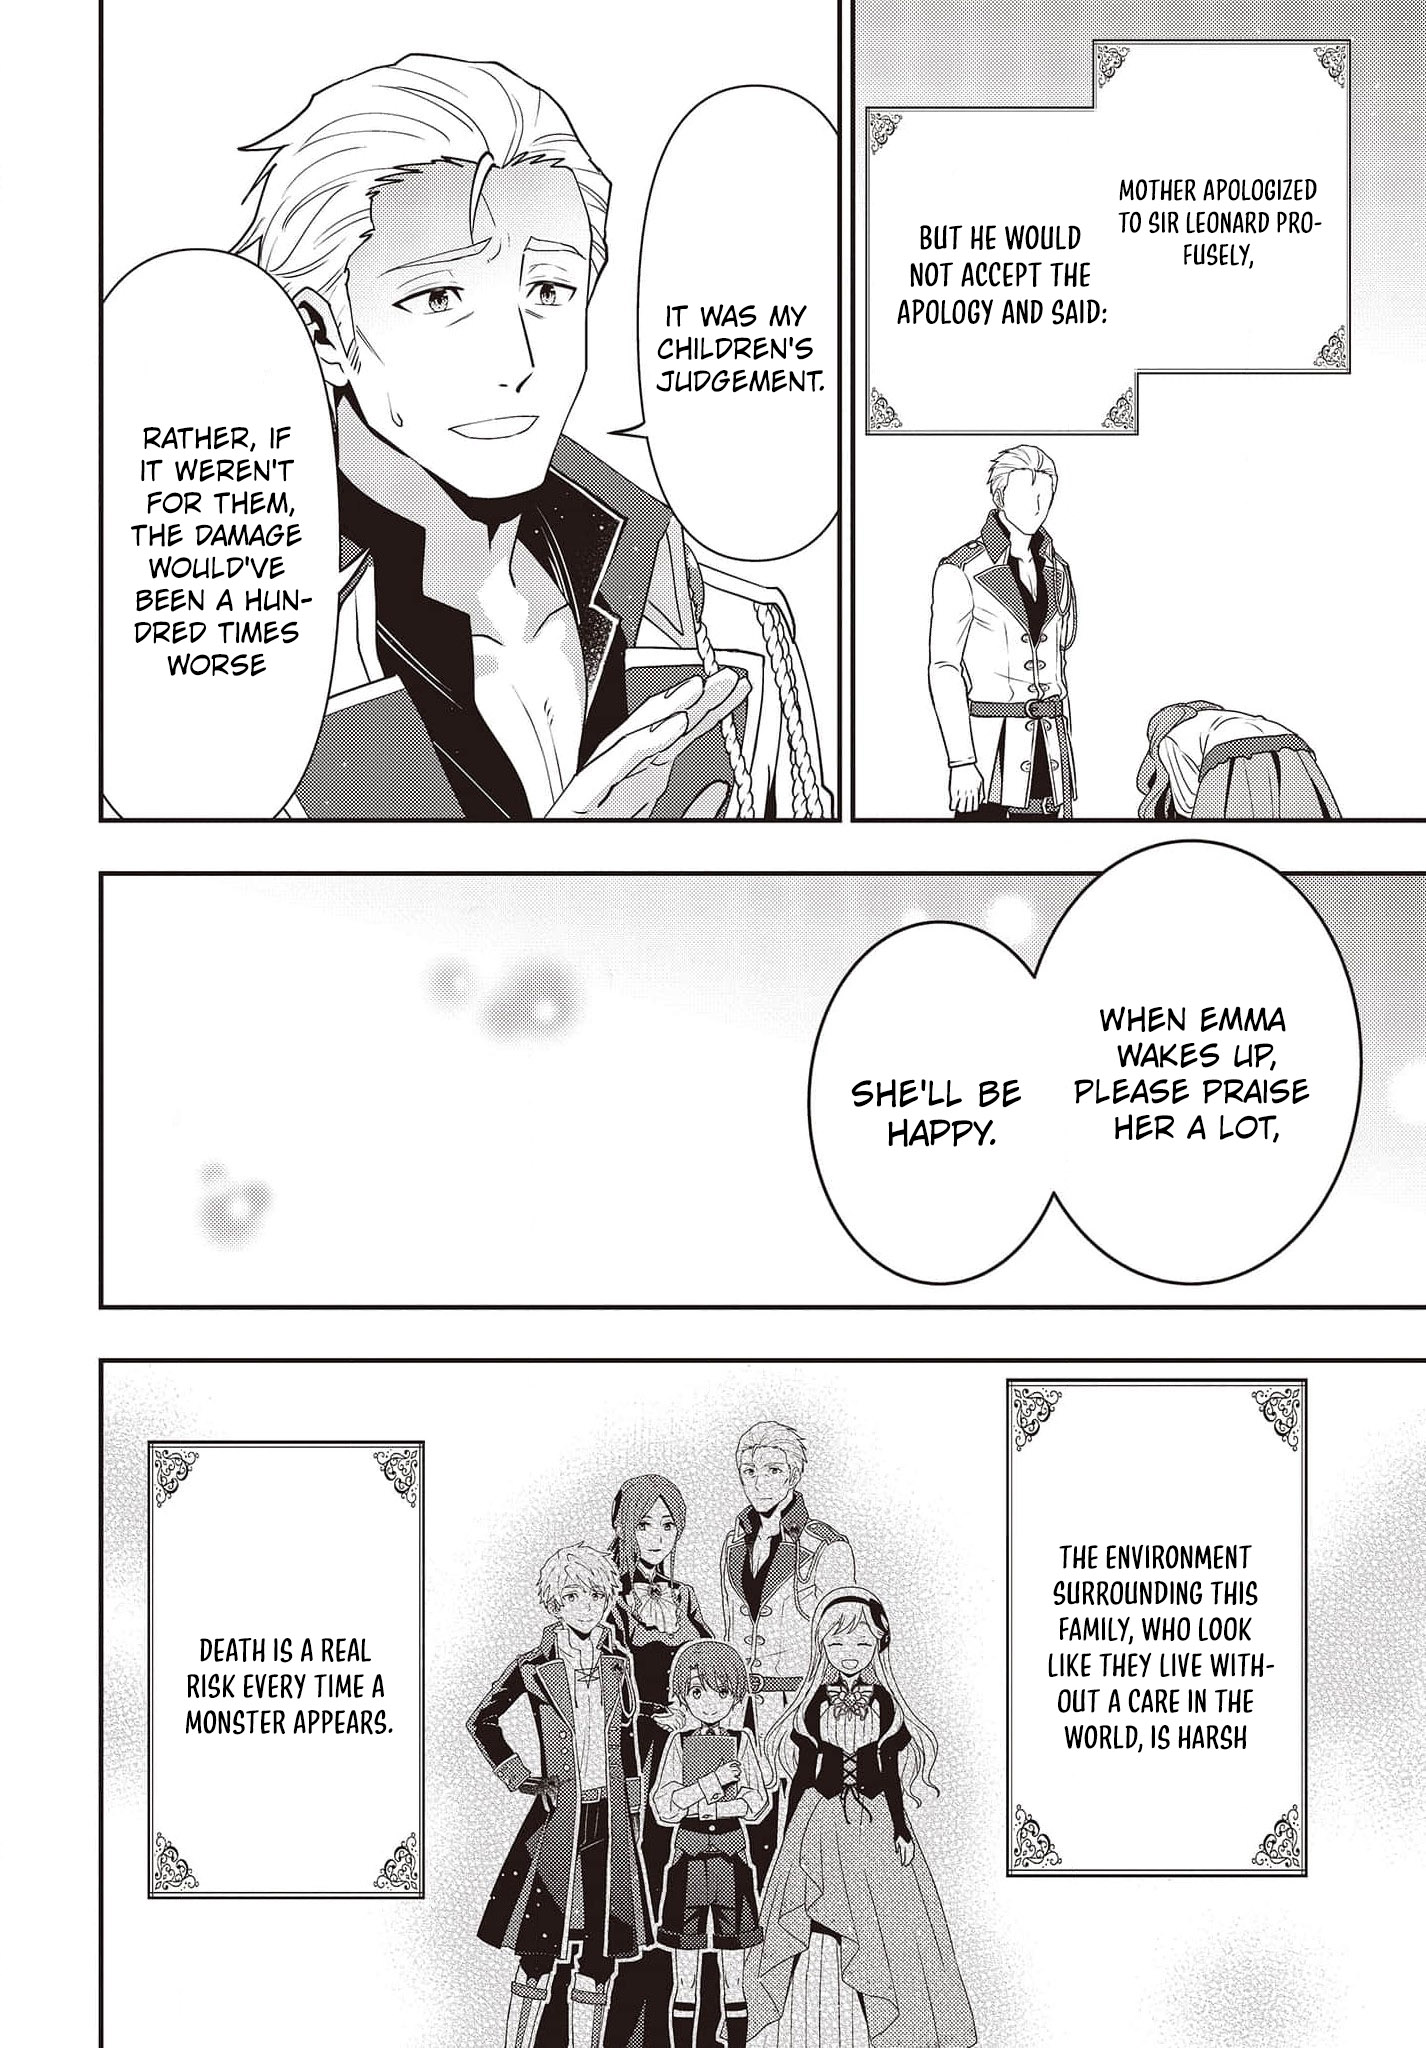 MOTHER APOLOGIZED
TO SIR LEONARD PRO-
FUSELY,
BUT HE WOULD
NOT ACCEPT THE
APOLOGY AND SAID:
IT WAS MY
CHILDREN'S
JUDGEMENT.
RATHER, IF
IT WEREN'T
FOR THEM,
THE DAMAGE
WOULD'VE
BEEN A HUN-
DRED TIMES
WORSE
WHEN EMMA
WAKES UP,
PLEASE PRAISE
HER A LOT,
SHE'LL BE
HAPPY.
THE ENVIRONMENT
SURROUNDING THIS
FAMILY, WHO LOOK
LIKE THEY LIVE WITH-
OUT A CARE IN THE
WORLD, IS HARSH
DEATH IS A REAL
RISK EVERY TIME A
MONSTER APPEARS.